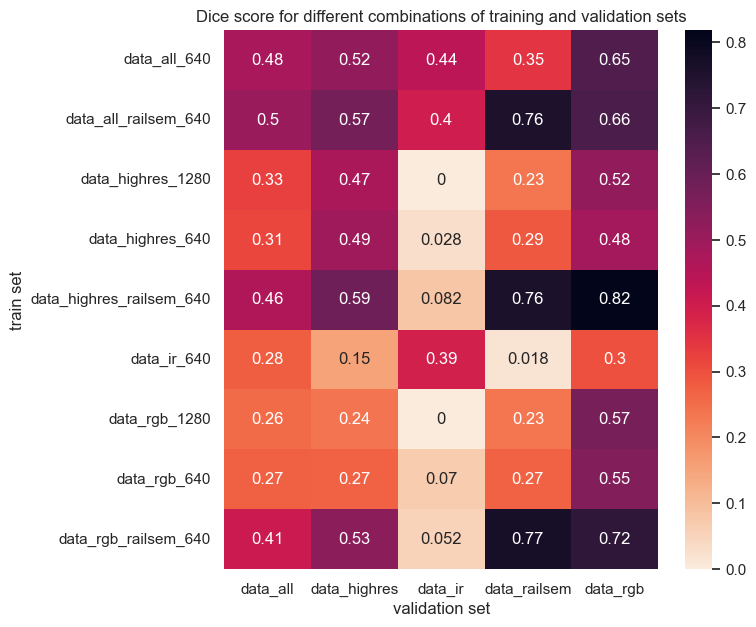 Dice score for different combinations of training and validation sets
train set
data_all_640 0.48 0.52 0.44 0.35 0.65
data_all_railsem_640 0.5 0.57 0.4 0.76 0.66
data_highres_1280 0.33 0.47 0 0.23 0.52
data_highres_640 0.31 0.49 0.028 0.29 0.48
data_highres_railsem_640 0.46 0.59 0.082 0.76 0.82
data_ir_640 0.28 0.15 0.39 0.018 0.3
data_rgb_1280 0.26 0.24 0 0.23 0.57
data_rgb_640 0.27 0.27 0.07 0.27 0.55
data_rgb_railsem_640 0.41 0.53 0.052 0.77 0.72
data_all data_highres data_ir data_railsem data_rgb
validation set
0.8
0.7
0.6
0.5
0.4
0.3
0.2
0.1
0.0